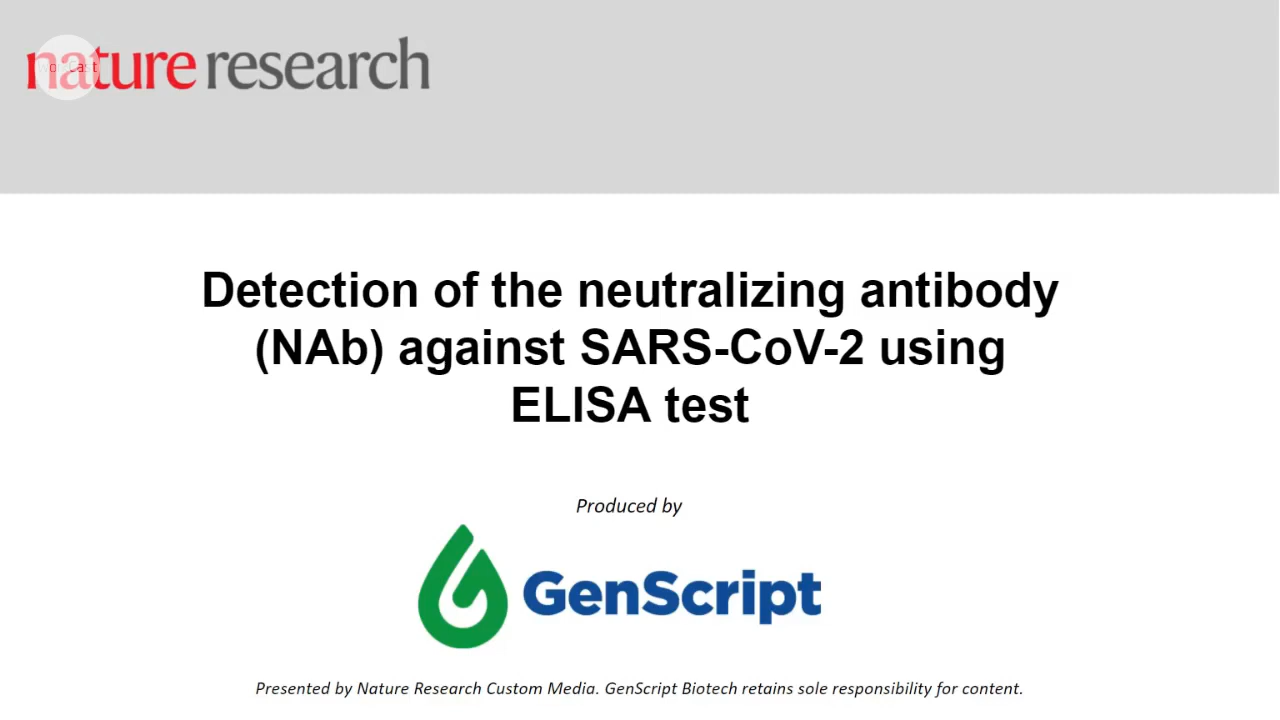 nature research
Detection of the neutralizing antibody
(NAb) against SARS-CoV-2 using
ELISA test
Produced by
GenScript
Presented by Nature Research Custom Media. GenScript Biotech retains sole responsibility for content.